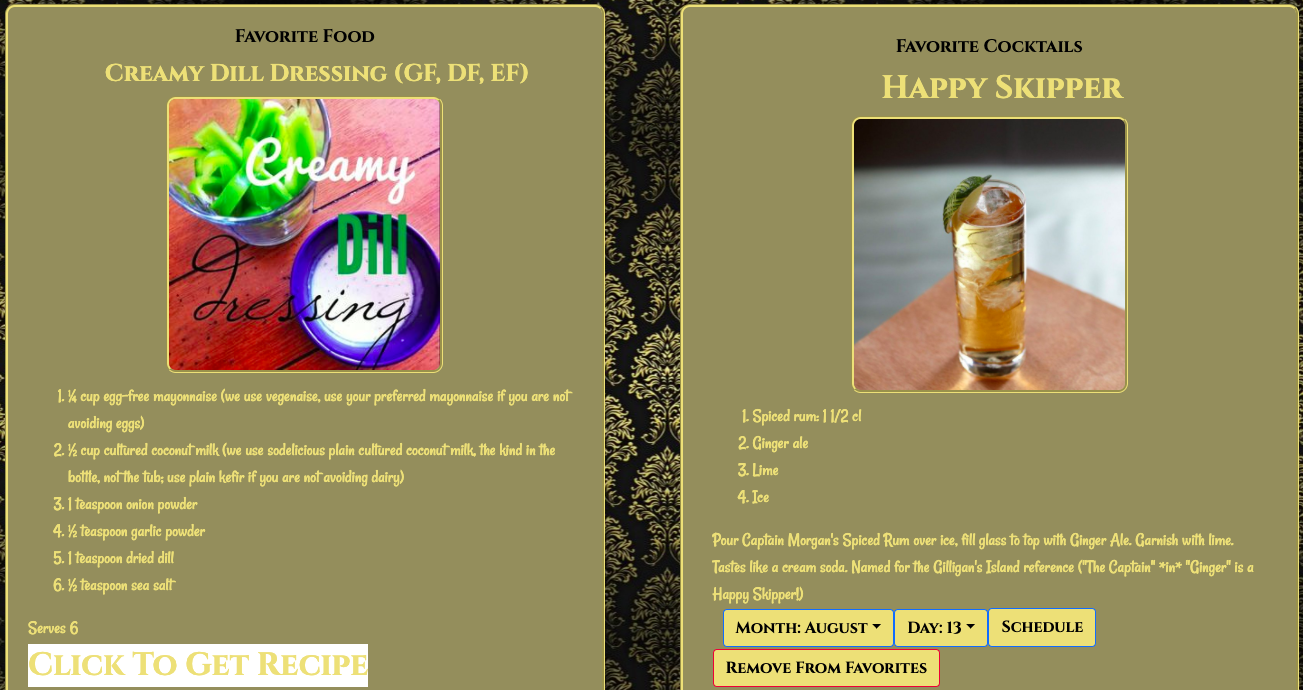 Favorite Food
Creamy Dill Dressing (GF, DF, EF)
Creamy
Dill
Dressing
1. ¼ cup egg-free mayonnaise (we use vegenaise, use your preferred mayonnaise if you are not
avoiding eggs)
2. ½ cup cultured coconut milk (we use sodelicious plain cultured coconut milk, the kind in the
bottle, not the tub; use plain kefir if you are not avoiding dairy)
3. 1 teaspoon onion powder
4. ½ teaspoon garlic powder
5. 1 teaspoon dried dill
6. ½ teaspoon sea salt
Serves 6
Click To Get Recipe
Favorite Cocktails
Happy Skipper
1. Spiced rum: 1 1/2 cl
2. Ginger ale
3. Lime
4. Ice
Pour Captain Morgan's Spiced Rum over ice, fill glass to top with Ginger Ale. Garnish with lime.
Tastes like a cream soda. Named for the Gilligan's Island reference ("The Captain" *in* "Ginger" is a
Happy Skipper!)
Month: August
Day: 13
Schedule
Remove From Favorites